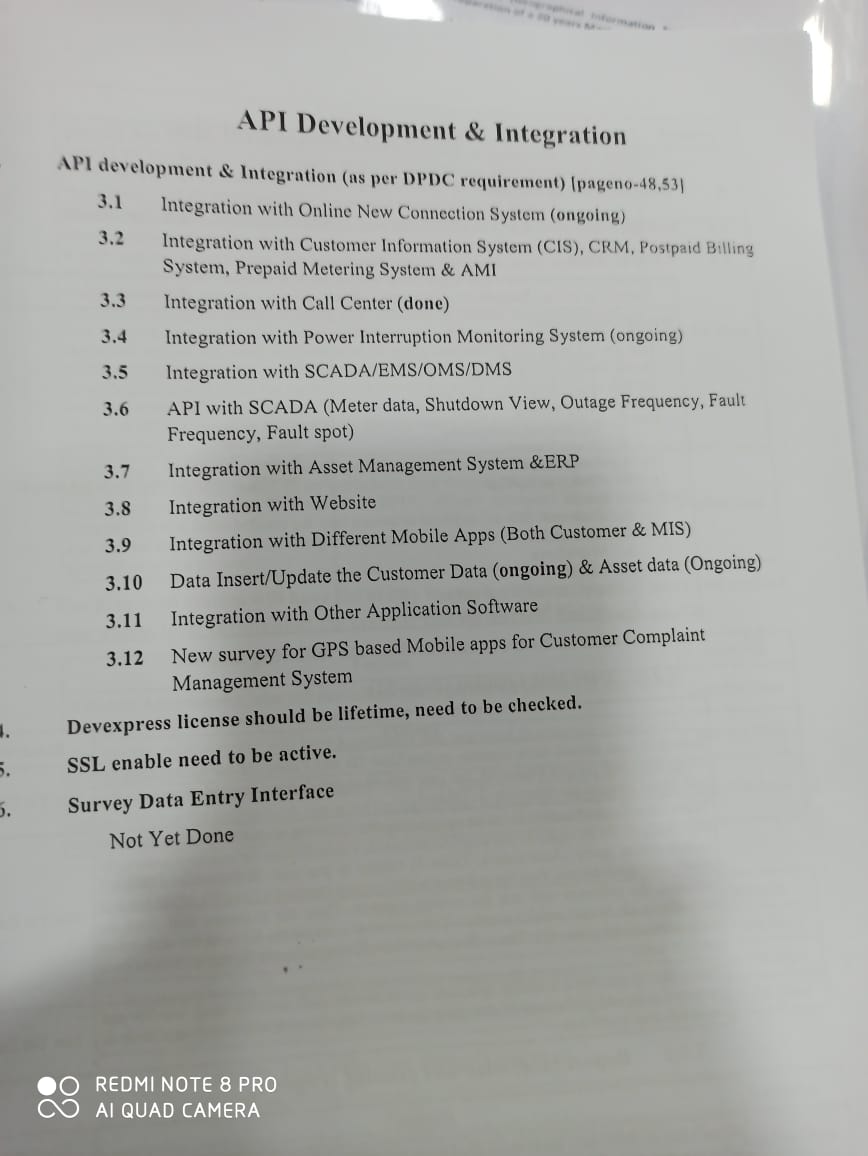 Information
API Development & Integration
API development & Integration (as per DPDC requirement) [pageno-48,53]
3.1 Integration with Online New Connection System (ongoing)
3.2 Integration with Customer Information System (CIS), CRM, Postpaid Billing
System, Prepaid Metering System & AMI
3.3 Integration with Call Center (done)
3.4 Integration with Power Interruption Monitoring System (ongoing)
3.5 Integration with SCADA/EMS/OMS/DMS
3.6 API with SCADA (Meter data, Shutdown View, Outage Frequency, Fault
Frequency, Fault spot)
3.7 Integration with Asset Management System &ERP
3.8 Integration with Website
3.9 Integration with Different Mobile Apps (Both Customer & MIS)
3.10 Data Insert/Update the Customer Data (ongoing) & Asset data (Ongoing)
3.11 Integration with Other Application Software
3.12 New survey for GPS based Mobile apps for Customer Complaint
Management System
Devexpress license should be lifetime, need to be checked.
5. SSL enable need to be active.
Survey Data Entry Interface
Not Yet Done
REDMI NOTE 8 PRO
AI QUAD CAMERA